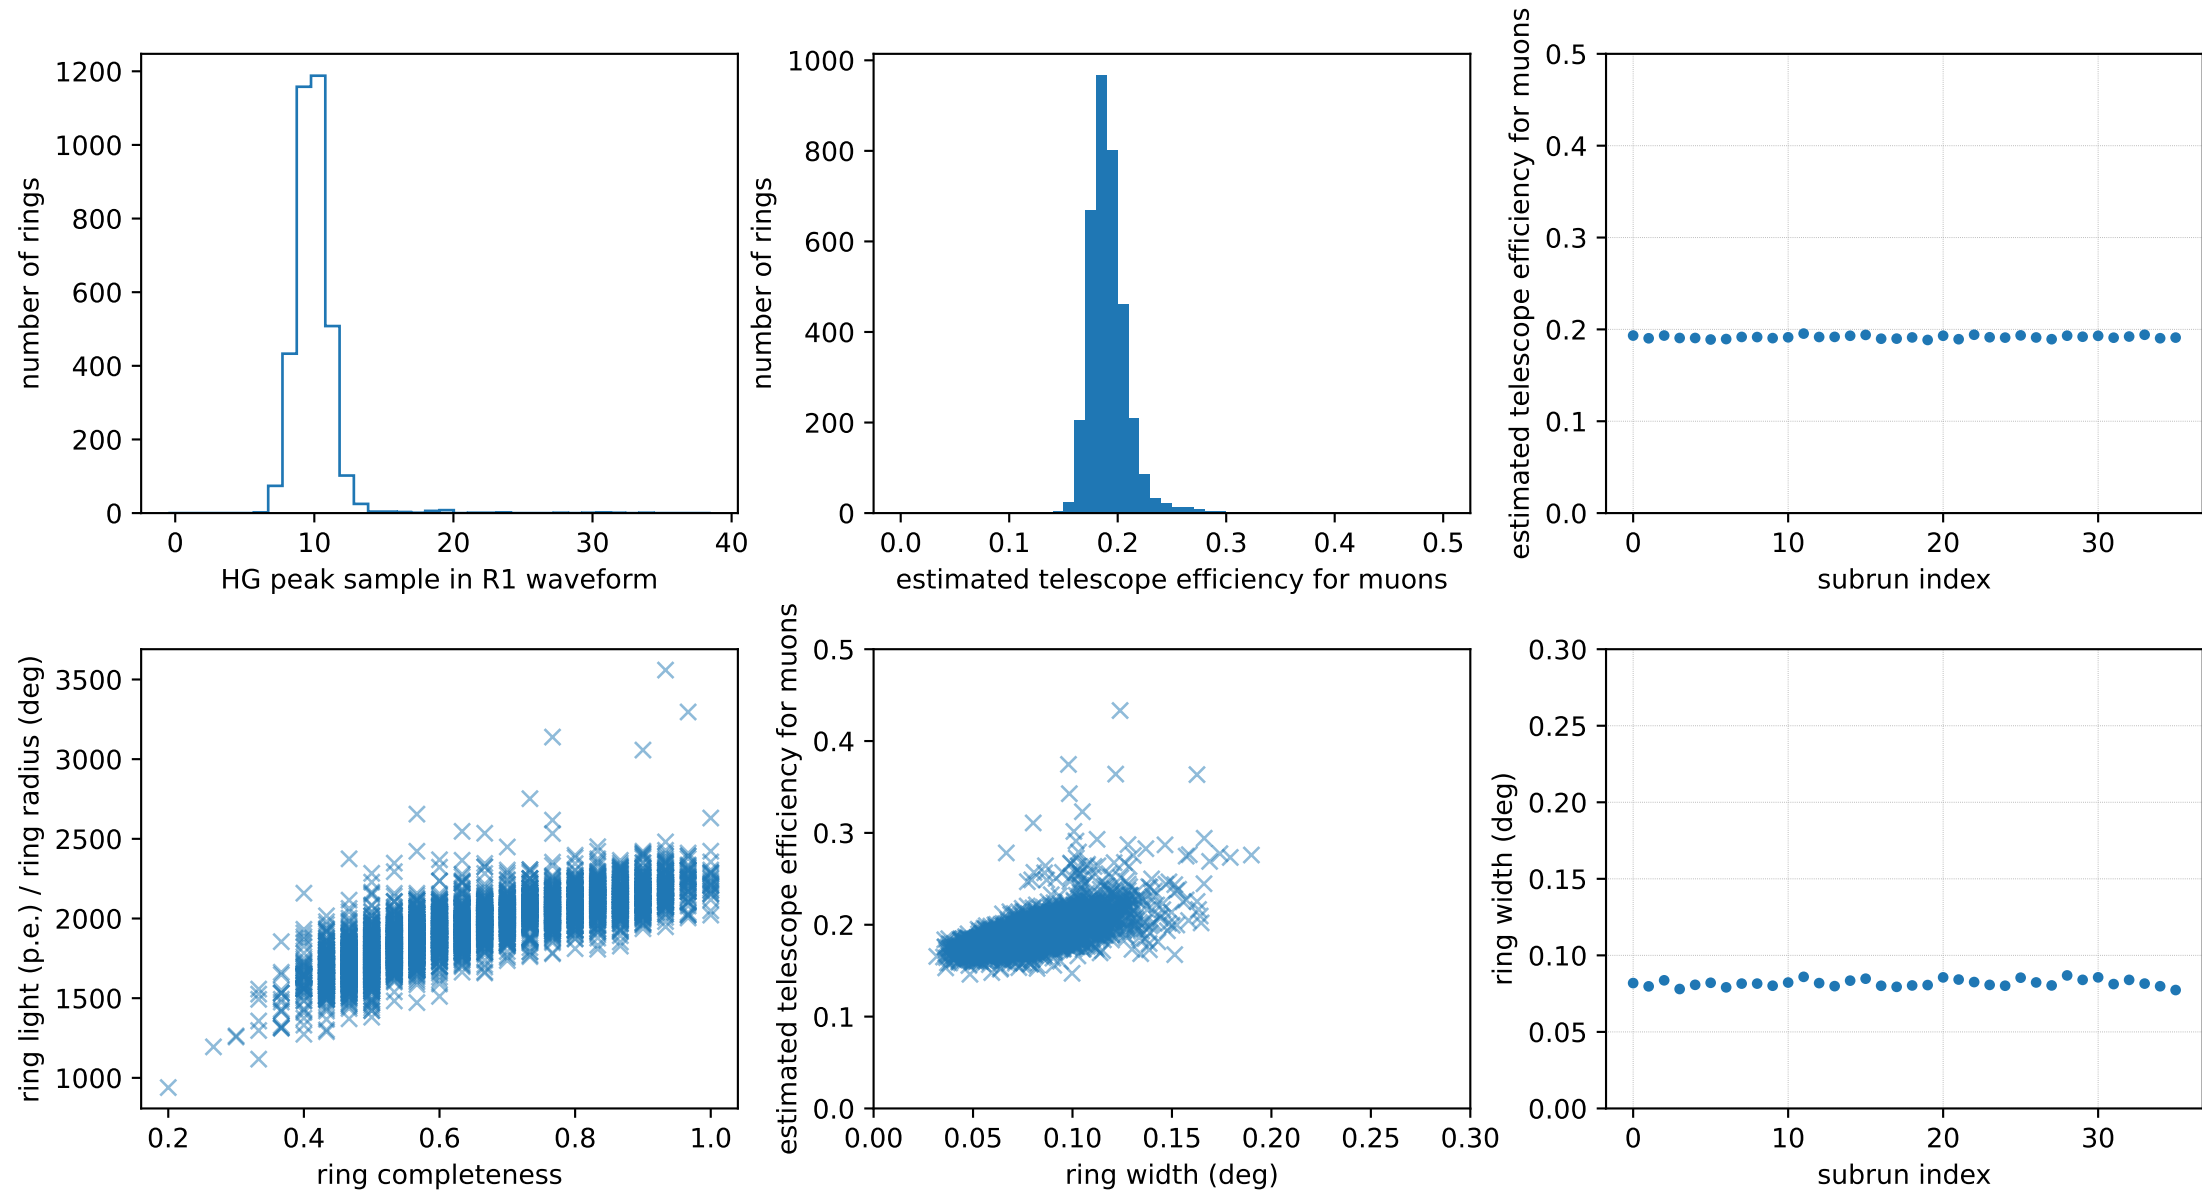 1200
1000
800
600
400
200
0
number of rings
0 10 20 30 40
HG peak sample in R1 waveform
1000
800
600
400
200
0
number of rings
0.0 0.1 0.2 0.3 0.4 0.5
estimated telescope efficiency for muons
0.5
0.4
0.3
0.2
0.1
0.0
estimated telescope efficiency for muons
0 10 20 30
subrun index
3500
3000
2500
2000
1500
1000
ring light (p.e.) / ring radius (deg)
0.2 0.4 0.6 0.8 1.0
ring completeness
0.5
0.4
0.3
0.2
0.1
0.0
estimated telescope efficiency for muons
0.00 0.05 0.10 0.15 0.20 0.25 0.30
ring width (deg)
0.30
0.25
0.20
0.15
0.10
0.05
0.00
ring width (deg)
0 10 20 30
subrun index